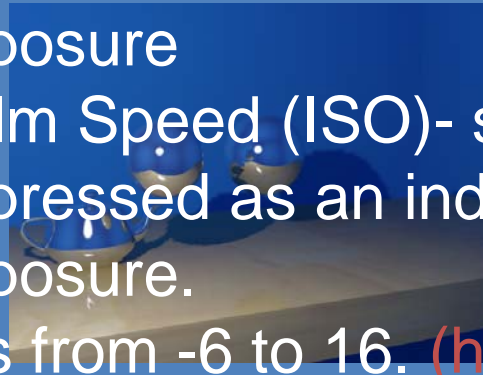 posure
lm Speed (ISO)- s
pressed as an ind
posure.
s from -6 to 16. (h